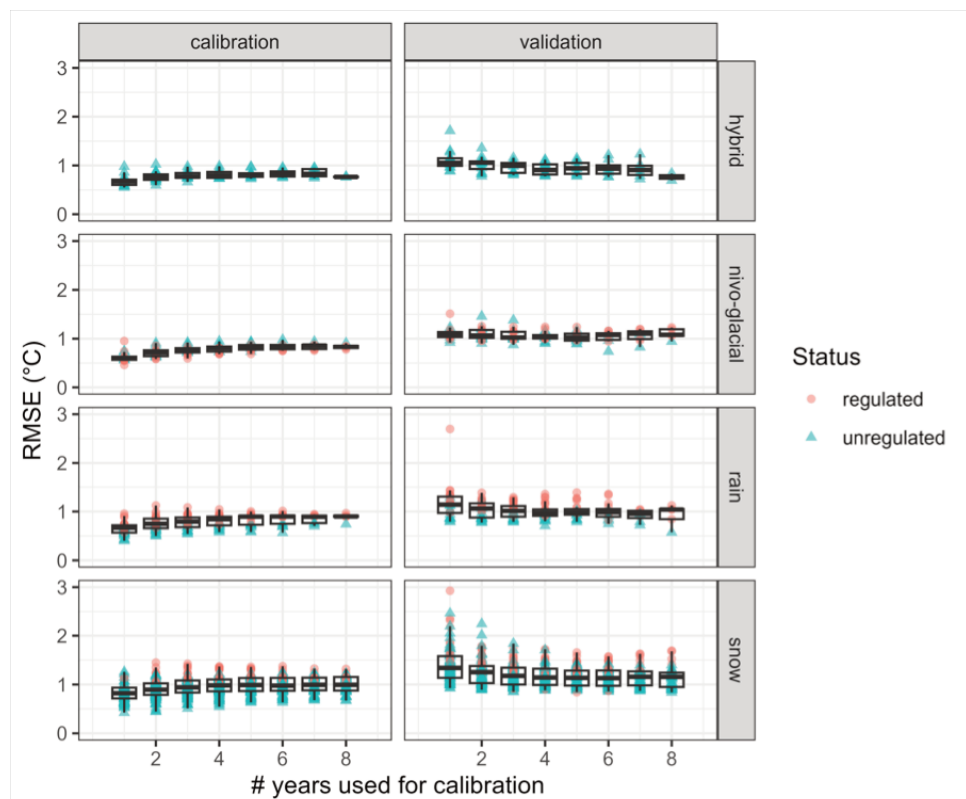 calibration validation
3
2
1
0
hybrid
3
2
1
0
nivo-glacial
3
2
1
0
rain
3
2
1
0
snow
RMSE (°C)
2 4 6 8 2 4 6 8
# years used for calibration
Status
regulated
unregulated